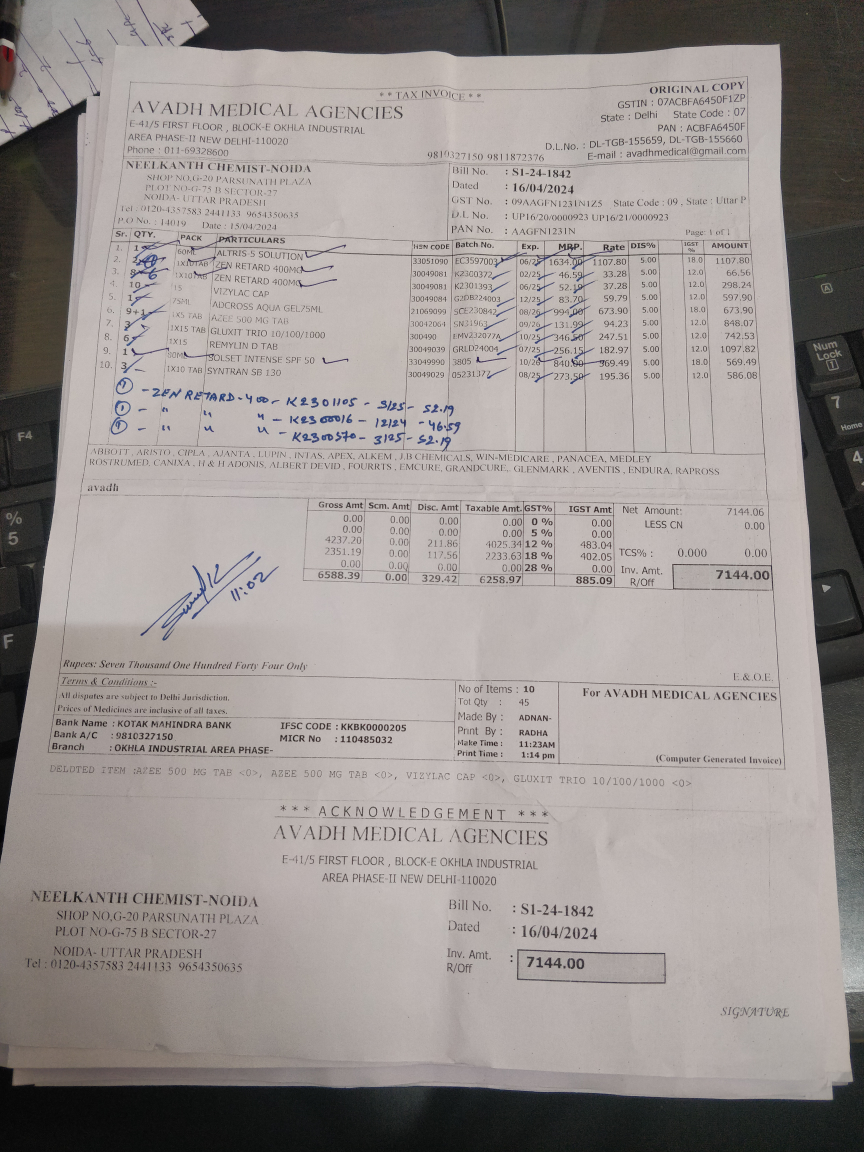 * * TAX INVOICE * *
ORIGINAL COPY
AVADH MEDICAL AGENCIES
GSTIN : 07ACBFA6450F1ZP
E-41/5 FIRST FLOOR , BLOCK-E OKHLA INDUSTRIAL
State : Delhi State Code : 07
AREA PHASE-II NEW DELHI-110020
PAN : ACBFA6450F
Phone : 011-69328600
D.L.No. : DL-TGB-155659, DL-TGB-155660
9810327150 9811872376 E-mail : avadhmedical@gmail.com
NEELKANTH CHEMIST-NOIDA
SHOP NO,G-20 PARSUNATH PLAZA
PLOT NO-G-75 B SECTOR-27
UTTAR PRADESH
Tel : 0120-4357583 2441133 9654350635
P.O No : 14019 Date : 15/04/2024
Bill No. : S1-24-1842
Dated : 16/04/2024
GST No. : 09AAGFN1231N1Z5 State Code : 09 , State : Uttar P
D.L No. : UP16/20/0000923 UP16/21/0000923
PAN No. : AAGFN1231N Page: 1 of 1
Sr. QTY. PACK PARTICULARS HSN CODE Batch No. Exp. MRP. Rate DIS% IGST % AMOUNT
1. 1 60ML ALTRIS 5 SOLUTION 33051090 EC3597003 06/26 1634.00 1107.80 5.00 18.0 1107.80
2. 1X10TAB ZEN RETARD 400MG 30049081 KZ300372 02/25 46.59 33.28 5.00 12.0 66.56
3. 8 1X10TAB ZEN RETARD 400MG 30049081 KZ301393 06/25 52.19 37.28 5.00 12.0 298.24
4. 10 15 VIZYLAC CAP 30049084 G2DB224003 12/25 83.70 59.79 5.00 12.0 597.90
5. 1 75ML ADCROSS AQUA GEL75ML 21069099 SCE230842 08/26 994.00 673.90 5.00 18.0 673.90
6. 9+1 1X5 TAB AZEE 500 MG TAB 30042064 SN31963 09/26 131.99 94.23 5.00 12.0 848.07
7. 3 1X15 TAB GLUXIT TRIO 10/100/1000 300490 EMV232077A 10/25 346.50 247.51 5.00 12.0 742.53
8. 6 1X15 REMYLIN D TAB 30049039 GRLD24004 07/25 256.15 182.97 5.00 12.0 1097.82
9. 1 80ML SOLSET INTENSE SPF 50 33049990 3805 10/26 840.00 569.49 5.00 18.0 569.49
10. 3 1X10 TAB SYNTRAN SB 130 30049029 05231377 08/25 273.50 195.36 5.00 12.0 586.08
① - ZEN RETARD-400 - K2301105 - 3/25 - 52.19
① - " " " - K2300016 - 12/24 - 46.59
① - " " " - K2300570 - 3/25 - 52.19
ABBOTT , ARISTO , CIPLA , AJANTA , LUPIN , INTAS, APEX, ALKEM , J.B CHEMICALS, WIN-MEDICARE , PANACEA, MEDLEY
ROSTRUMED, CANIXA , H & H ADONIS, ALBERT DEVID , FOURRTS , EMCURE, GRANDCURE, GLENMARK , AVENTIS , ENDURA, RAPROSS
avadh
Gross Amt Scm. Amt Disc. Amt Taxable Amt. GST% IGST Amt
0.00 0.00 0.00 0.00 0 % 0.00
0.00 0.00 0.00 0.00 5 % 0.00
4237.20 0.00 211.86 4025.34 12 % 483.04
2351.19 0.00 117.56 2233.63 18 % 402.05
0.00 0.00 0.00 0.00 28 % 0.00
6588.39 0.00 329.42 6258.97 885.09
Net Amount: 7144.06
LESS CN 0.00
TCS% : 0.000 0.00
Inv. Amt. R/Off 7144.00
11:02
Rupees: Seven Thousand One Hundred Forty Four Only
E.& O.E.
Terms & Conditions :-
All disputes are subject to Delhi Jurisdiction.
Prices of Medicines are inclusive of all taxes.
Bank Name : KOTAK MAHINDRA BANK IFSC CODE : KKBK0000205
Bank A/C : 9810327150 MICR No : 110485032
Branch : OKHLA INDUSTRIAL AREA PHASE-
No of Items : 10
Tot Qty : 45
Made By : ADNAN-
Print By : RADHA
Make Time : 11:23AM
Print Time : 1:14 pm
For AVADH MEDICAL AGENCIES
(Computer Generated Invoice)
DELOTED ITEM :AZEE 500 MG TAB <0>, AZEE 500 MG TAB <0>, VIZYLAC CAP <0>, GLUXIT TRIO 10/100/1000 <0>
* * * ACKNOWLEDGEMENT * * *
AVADH MEDICAL AGENCIES
E-41/5 FIRST FLOOR , BLOCK-E OKHLA INDUSTRIAL
AREA PHASE-II NEW DELHI-110020
NEELKANTH CHEMIST-NOIDA
SHOP NO,G-20 PARSUNATH PLAZA
PLOT NO-G-75 B SECTOR-27
NOIDA- UTTAR PRADESH
Tel : 0120-4357583 2441133 9654350635
Bill No. : S1-24-1842
Dated : 16/04/2024
Inv. Amt. R/Off : 7144.00
SIGNATURE
F4
%
5
F
Num
Lock
1
7
Home
4